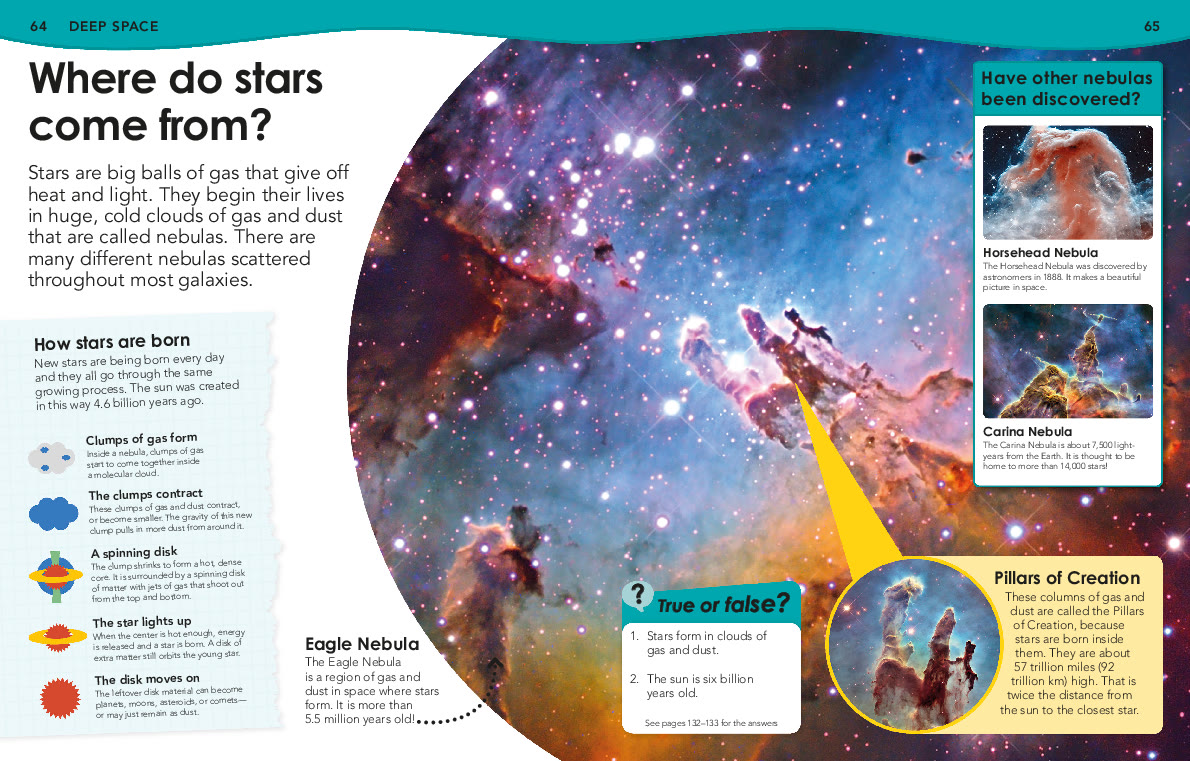 64 DEEP SPACE
65
Where do stars
come from?
Stars are big balls of gas that give off
heat and light. They begin their lives
in huge, cold clouds of gas and dust
that are called nebulas. There are
many different nebulas scattered
throughout most galaxies.
How stars are born
New stars are being born every day
and they all go through the same
growing process. The sun was created
in this way 4.6 billion years ago.
Clumps of gas form
Inside a nebula, clumps of gas
start to come together inside
a molecular cloud.
The clumps contract
These clumps of gas and dust contract,
or become smaller. The gravity of this new
clump pulls in more dust from around it.
A spinning disk
The clump shrinks to form a hot, dense
core. It is surrounded by a spinning disk
of matter with jets of gas that shoot out
from the top and bottom.
The star lights up
When the center is hot enough, energy
is released and a star is born. A disk of
extra matter still orbits the young star.
The disk moves on
The leftover disk material can become
planets, moons, asteroids, or comets—
or may just remain as dust.
Eagle Nebula
The Eagle Nebula
is a region of gas and
dust in space where stars
form. It is more than
5.5 million years old!
? True or false?
1. Stars form in clouds of
gas and dust.
2. The sun is six billion
years old.
See pages 132–133 for the answers
Have other nebulas
been discovered?
Horsehead Nebula
The Horsehead Nebula was discovered by
astronomers in 1888. It makes a beautiful
picture in space.
Carina Nebula
The Carina Nebula is about 7,500 light-
years from the Earth. It is thought to be
home to more than 14,000 stars!
Pillars of Creation
These columns of gas and
dust are called the Pillars
of Creation, because
stars are born inside
them. They are about
57 trillion miles (92
trillion km) high. That is
twice the distance from
the sun to the closest star.